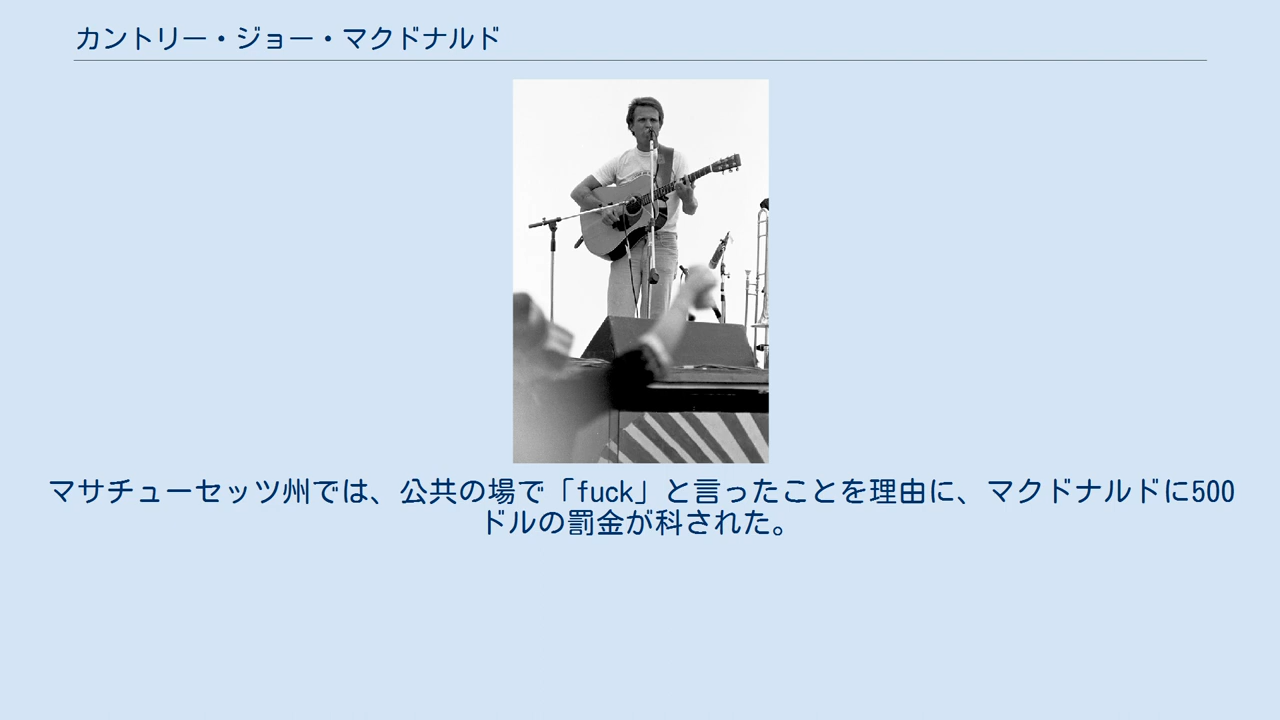 カントリー・ジョー・マクドナルド
マサチューセッツ州では、公共の場で「fuck」と言ったことを理由に、マクドナルドに500
ドルの罰金が科された。